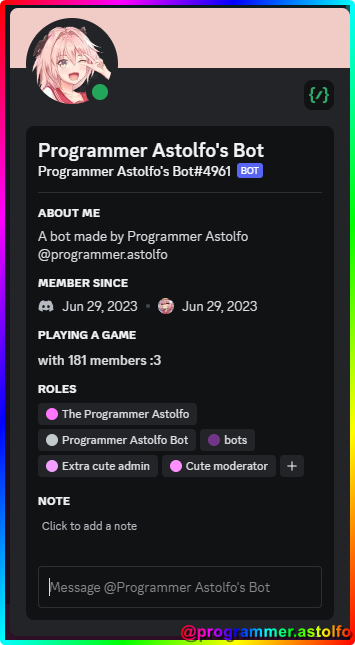 Programmer Astolfo's Bot
Programmer Astolfo's Bot#4961 BOT
ABOUT ME
A bot made by Programmer Astolfo
@programmer.astolfo
MEMBER SINCE
Jun 29, 2023 • Jun 29, 2023
PLAYING A GAME
with 181 members :3
ROLES
The Programmer Astolfo
Programmer Astolfo Bot bots
Extra cute admin Cute moderator +
NOTE
Click to add a note
Message @Programmer Astolfo's Bot
@programmer.astolfo